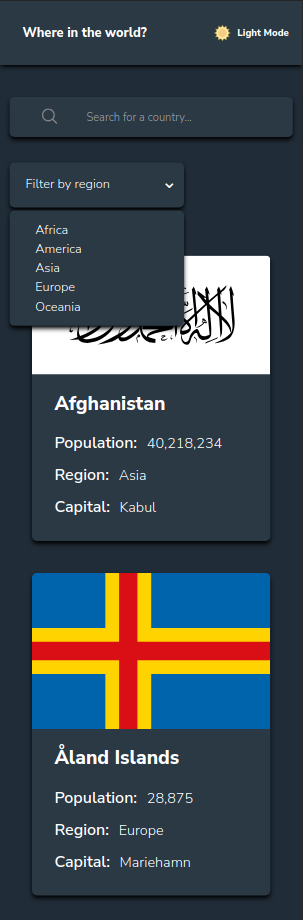 Where in the world?
Light Mode
Search for a country...
Filter by region
Africa
America
Asia
Europe
Oceania
Afghanistan
Population: 40,218,234
Region: Asia
Capital: Kabul
Åland Islands
Population: 28,875
Region: Europe
Capital: Mariehamn